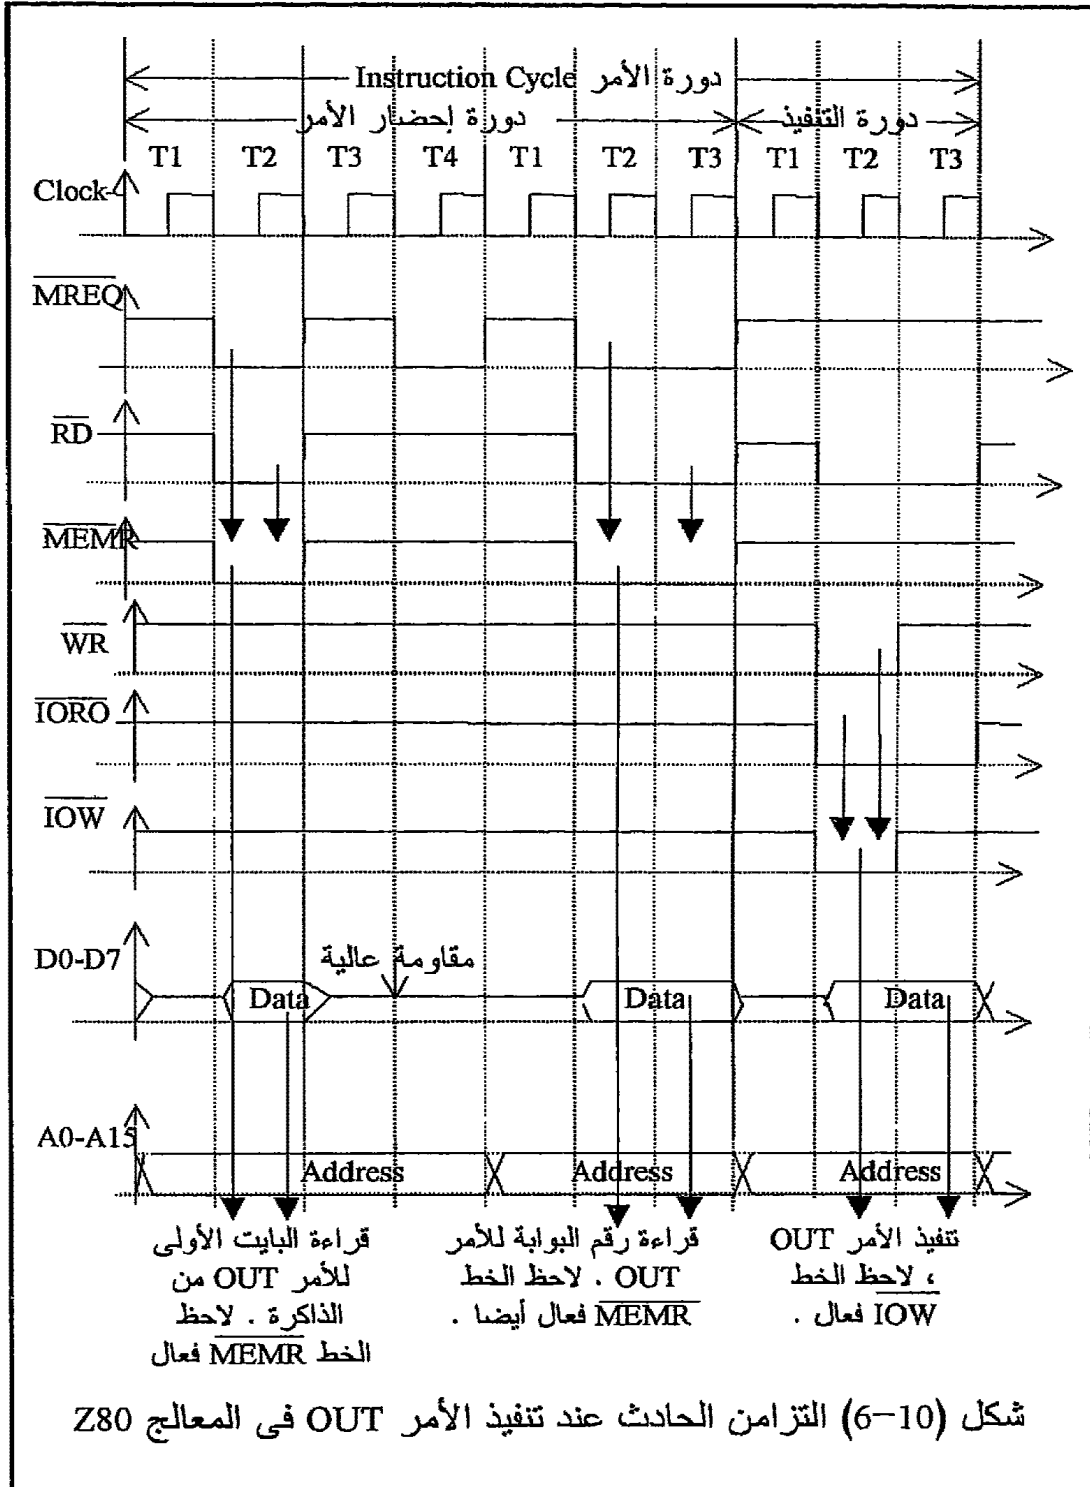 دورة الأمر Instruction Cycle
دورة إحضار الأمر
دورة التنفيذ
T1 T2 T3 T4 T1 T2 T3 T1 T2 T3
Clock
MREQ
RD
MEMR
WR
IORO
IOW
D0-D7
مقاومة عالية
Data Data Data
A0-A15
Address Address Address
قراءة البايت الأولى
للأمر OUT من
الذاكرة . لاحظ
الخط MEMR فعال
قراءة رقم البوابة للأمر
OUT . لاحظ الخط
MEMR فعال أيضا .
تنفيذ الأمر OUT
، لاحظ الخط
IOW فعال .
شكل (10-6) التزامن الحادث عند تنفيذ الأمر OUT فى المعالج Z80